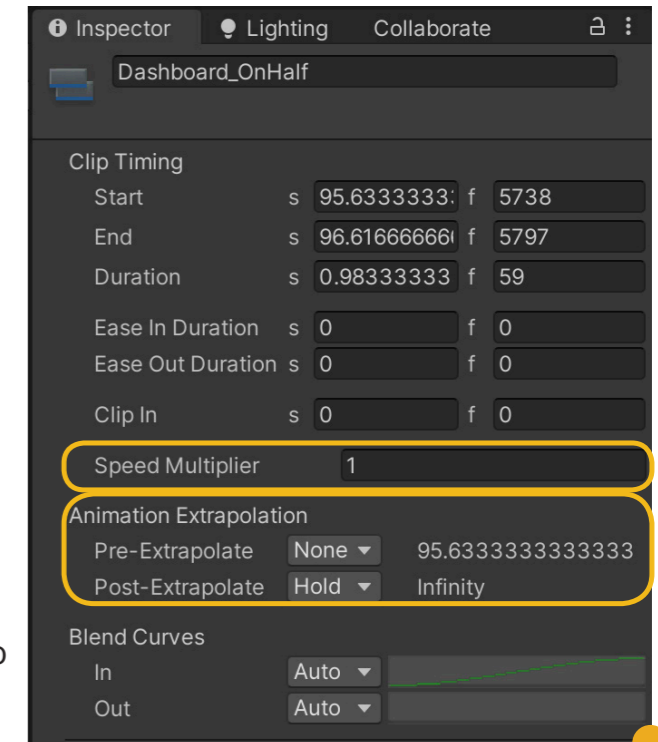 Inspector Lighting Collaborate
Dashboard_OnHalf
Clip Timing
Start s 95.6333333 f 5738
End s 96.61666666 f 5797
Duration s 0.98333333 f 59
Ease In Duration s 0 f 0
Ease Out Duration s 0 f 0
Clip In s 0 f 0
Speed Multiplier 1
Animation Extrapolation
Pre-Extrapolate None 95.6333333333333
Post-Extrapolate Hold Infinity
Blend Curves
In Auto
Out Auto